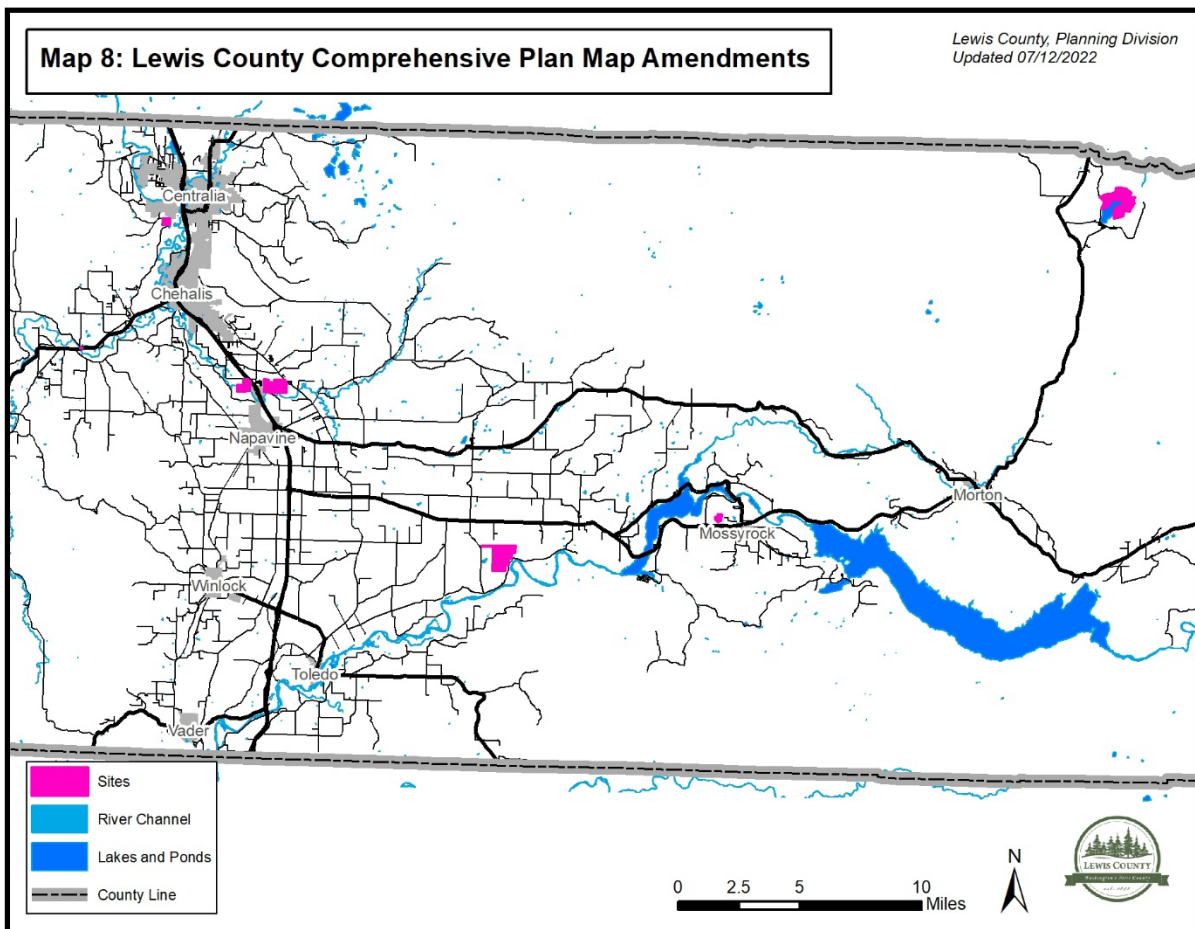 Map 8: Lewis County Comprehensive Plan Map Amendments
Lewis County, Planning Division
Updated 07/12/2022
Centralia
Chehalis
Napavine
Morton
Mossyrock
Winlock
Toledo
Vader
Sites
River Channel
Lakes and Ponds
County Line
N
0 2.5 5 10
Miles
LEWIS COUNTY